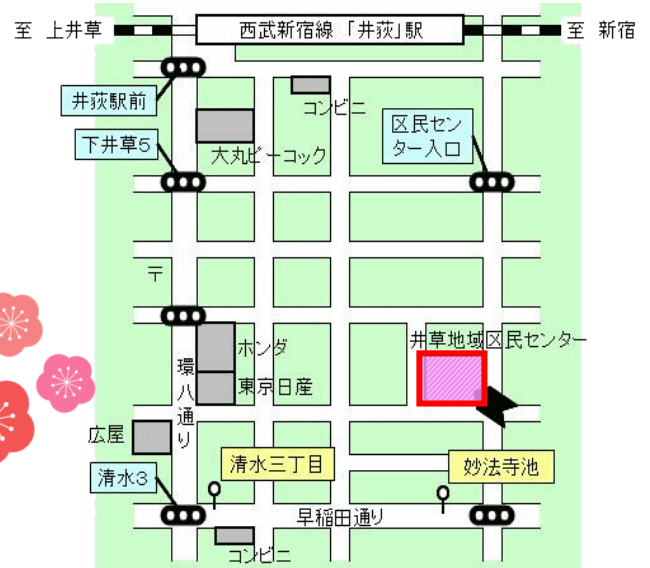 至 上井草
西武新宿線「井荻」駅
至 新宿
井荻駅前
コンビニ
下井草5
大丸ピーコック
区民セン
ター入口
〒
井草地域区民センター
ホンダ
東京日産
環八通り
広屋
清水3
清水三丁目
妙法寺池
早稲田通り
コンビニ